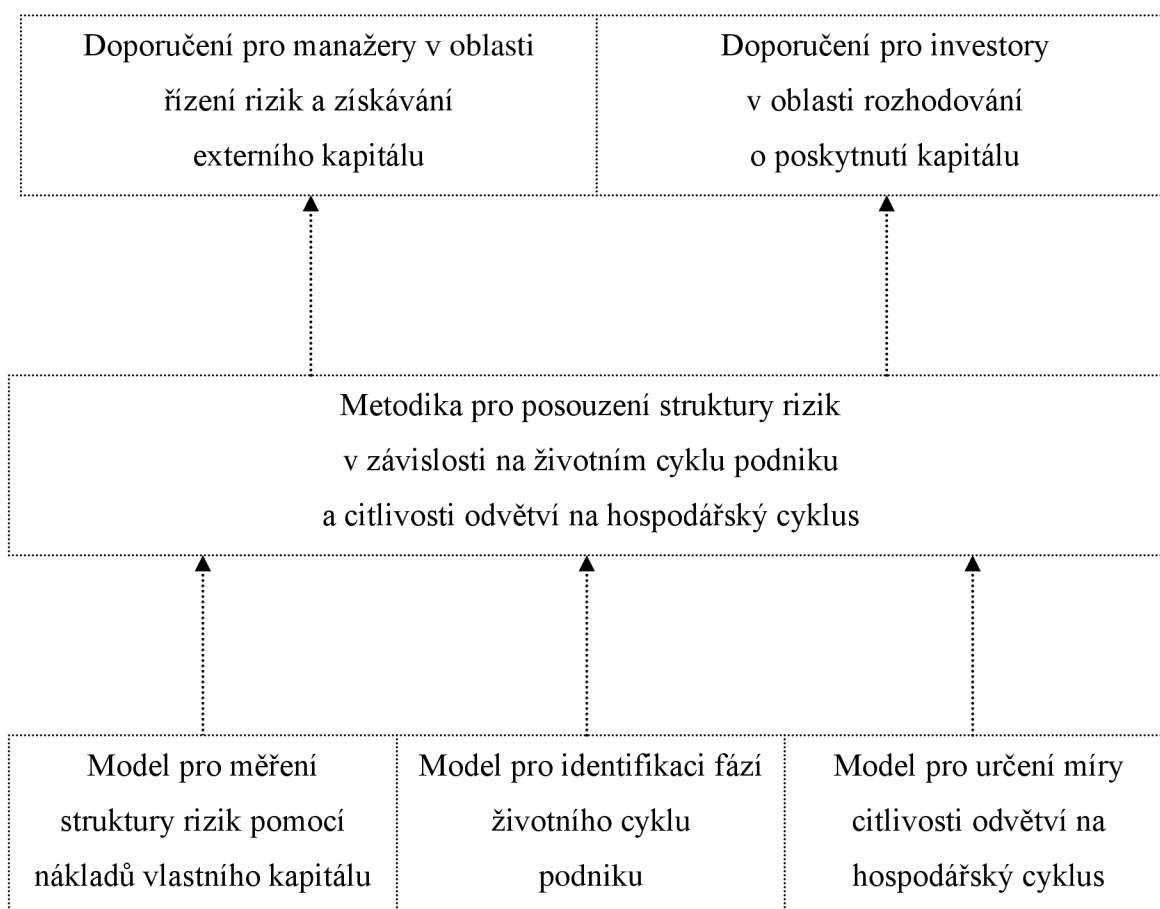 Doporučení pro manažery v oblasti
řízení rizik a získávání
externího kapitálu
Doporučení pro investory
v oblasti rozhodování
o poskytnutí kapitálu
Metodika pro posouzení struktury rizik
v závislosti na životním cyklu podniku
a citlivosti odvětví na hospodářský cyklus
Model pro měření
struktury rizik pomocí
nákladů vlastního kapitálu
Model pro identifikaci fází
životního cyklu
podniku
Model pro určení míry
citlivosti odvětví na
hospodářský cyklus